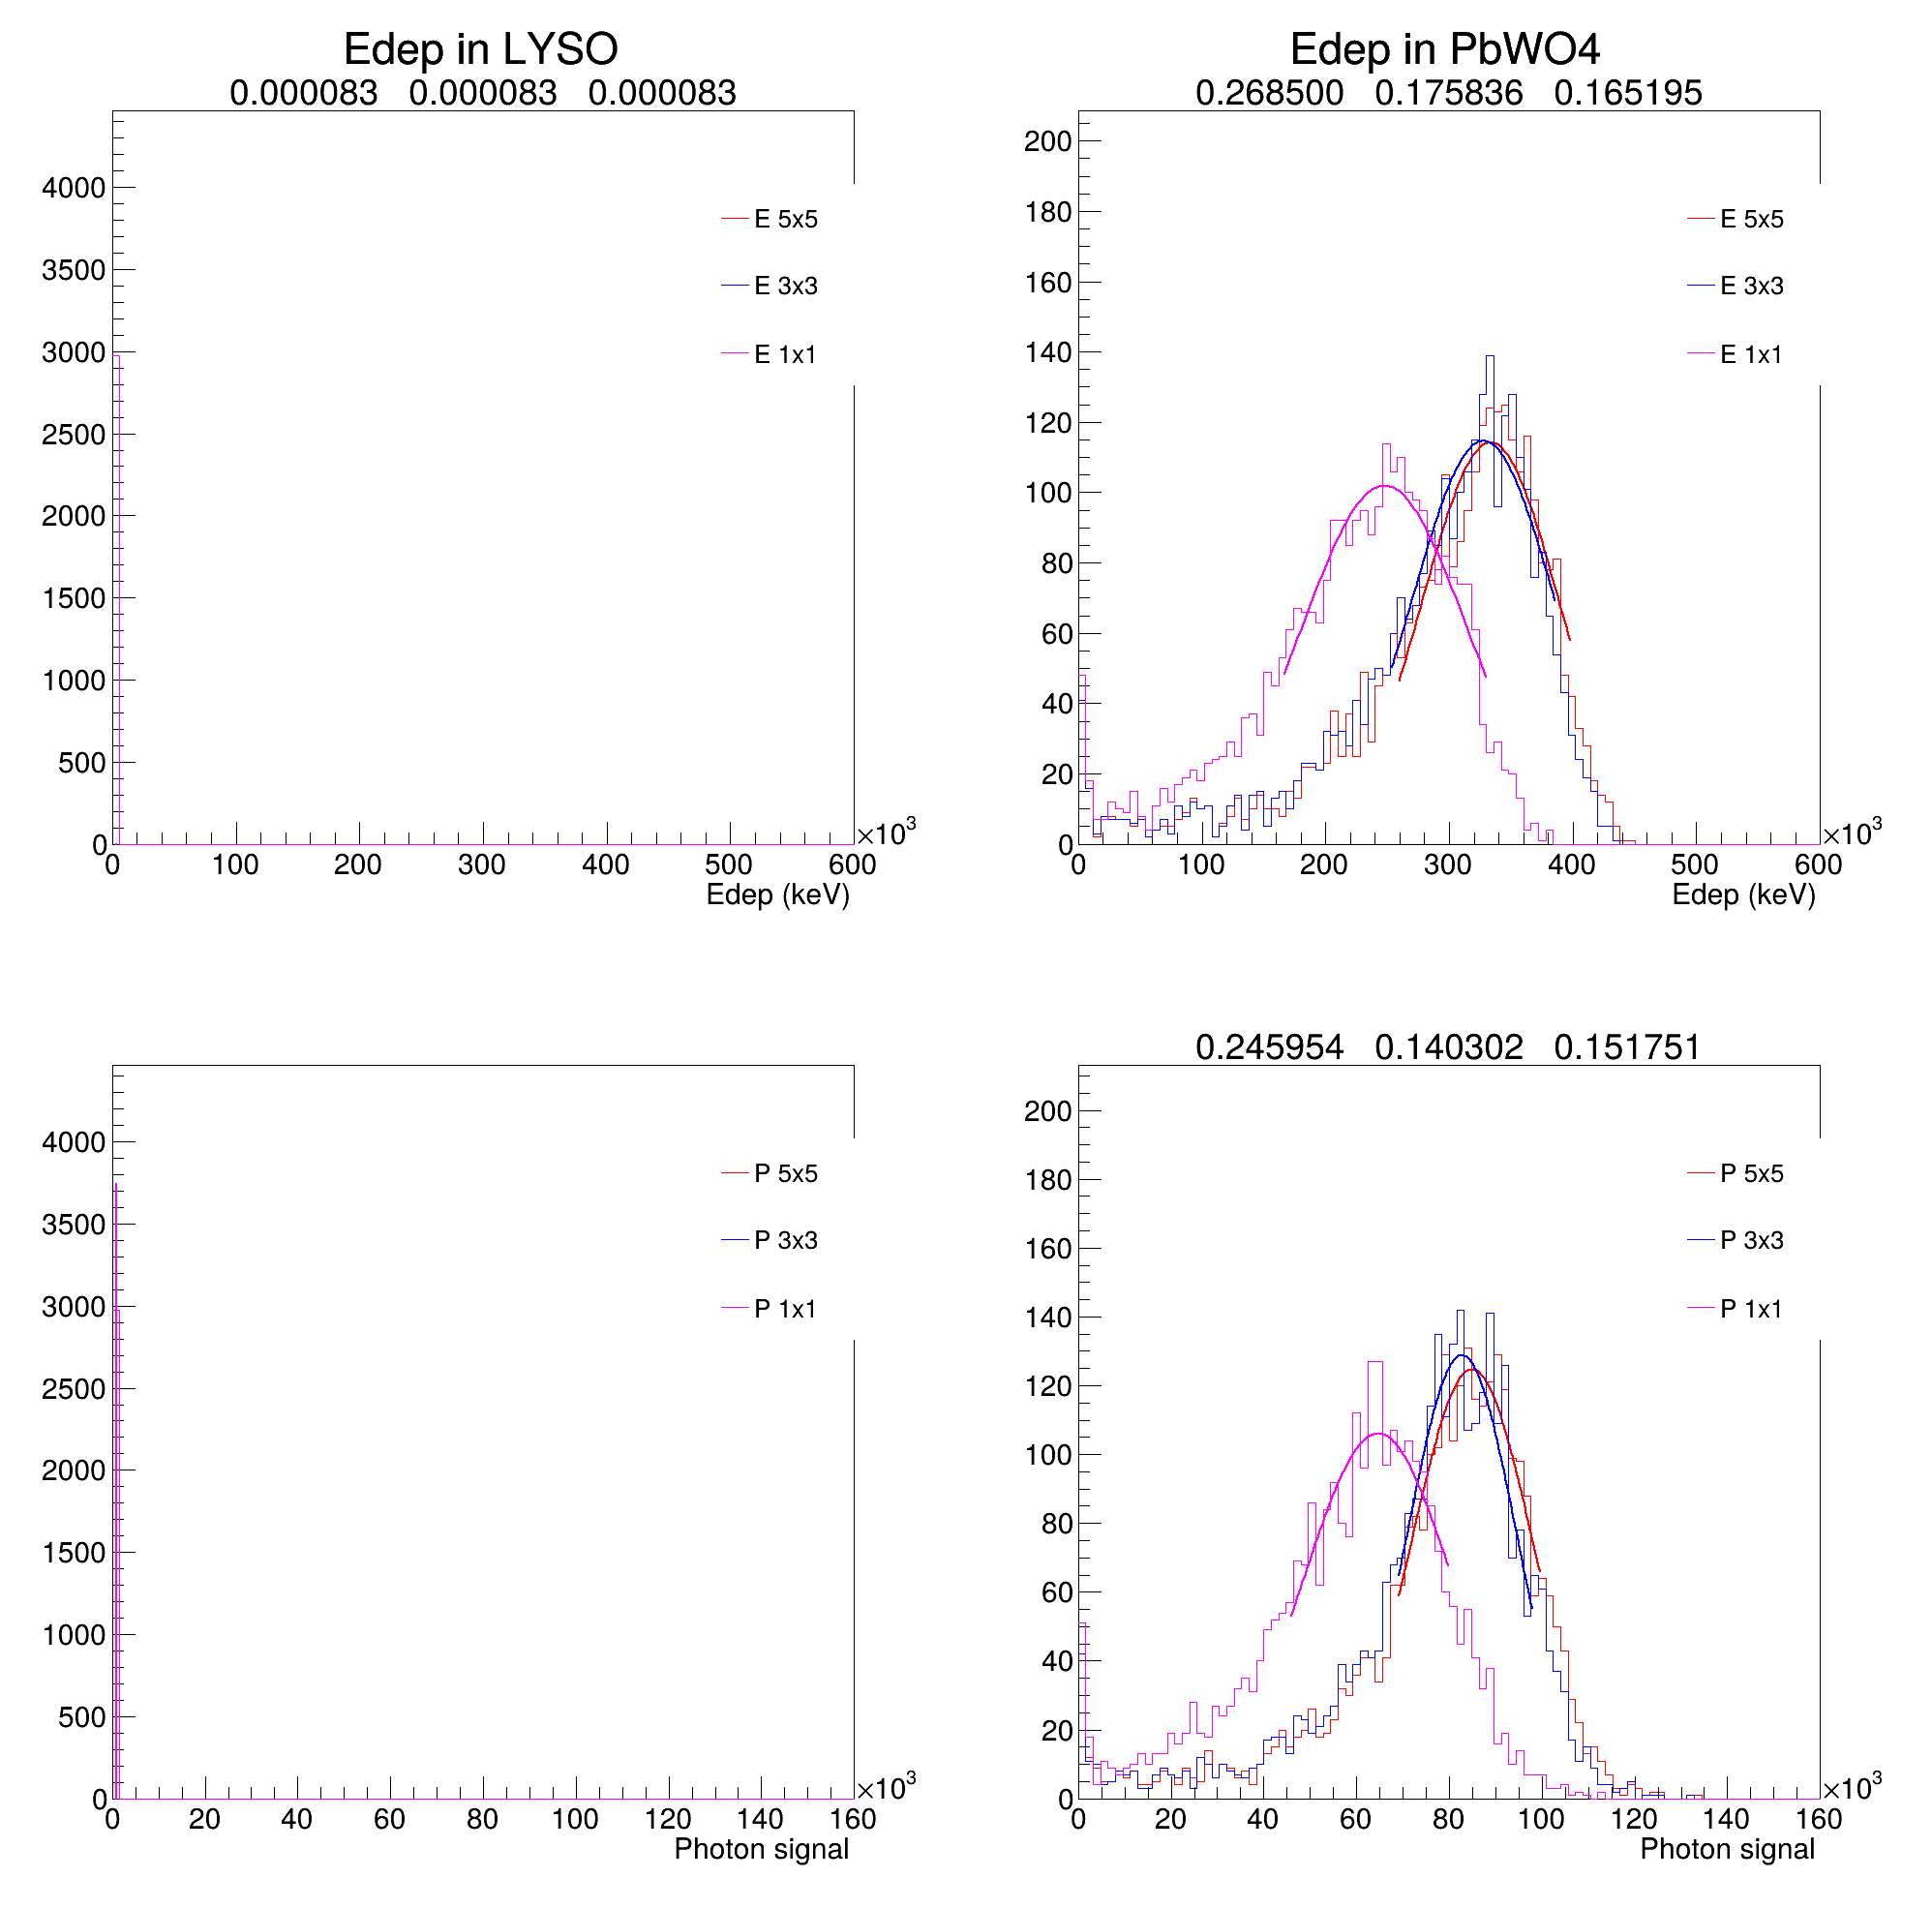 Edep in LYSO
0.000083 0.000083 0.000083
4000
3500
3000
2500
2000
1500
1000
500
0
E 5x5
E 3x3
E 1x1
0 100 200 300 400 500 600
×10³
Edep (keV)
Edep in PbWO4
0.268500 0.175836 0.165195
200
180
160
140
120
100
80
60
40
20
0
E 5x5
E 3x3
E 1x1
0 100 200 300 400 500 600
×10³
Edep (keV)
4000
3500
3000
2500
2000
1500
1000
500
0
P 5x5
P 3x3
P 1x1
0 20 40 60 80 100 120 140 160
×10³
Photon signal
0.245954 0.140302 0.151751
200
180
160
140
120
100
80
60
40
20
0
P 5x5
P 3x3
P 1x1
0 20 40 60 80 100 120 140 160
×10³
Photon signal